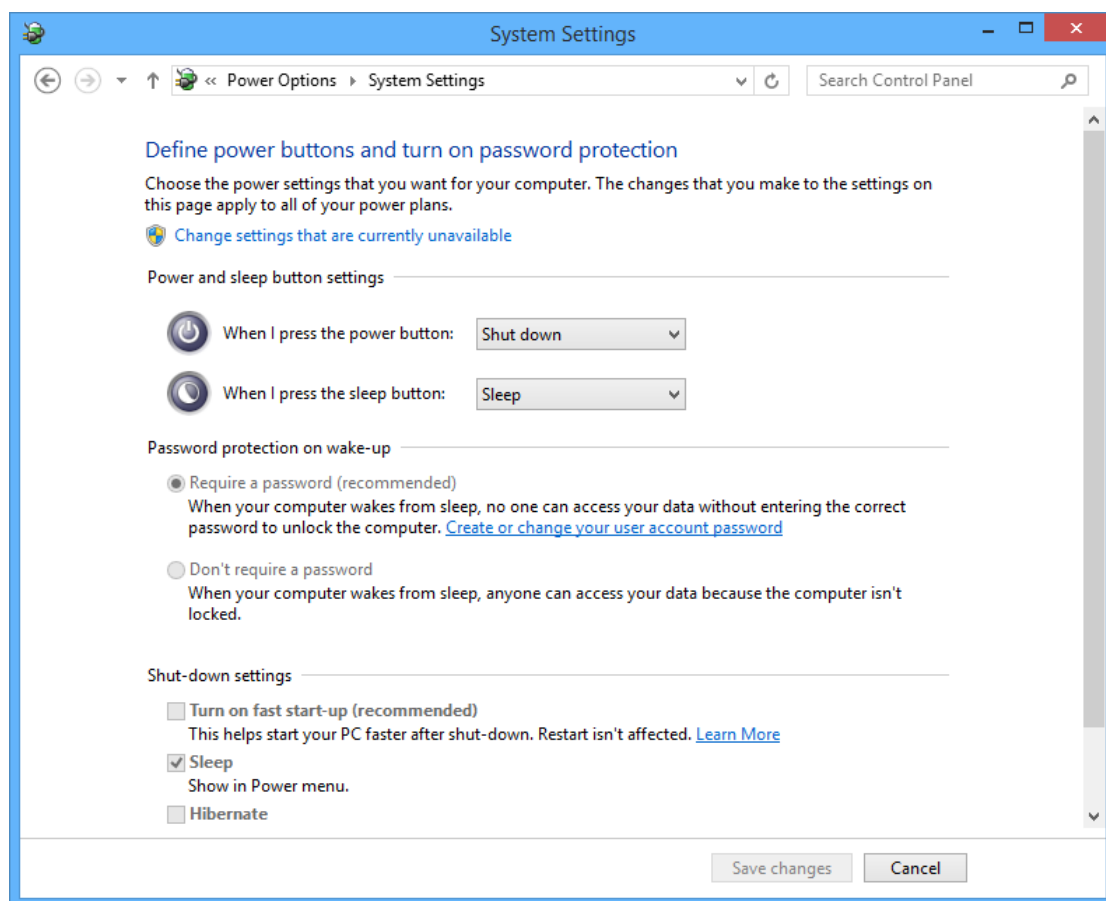 System Settings
« Power Options System Settings
Search Control Panel
Define power buttons and turn on password protection
Choose the power settings that you want for your computer. The changes that you make to the settings on
this page apply to all of your power plans.
Change settings that are currently unavailable
Power and sleep button settings
When I press the power button: Shut down
When I press the sleep button: Sleep
Password protection on wake-up
Require a password (recommended)
When your computer wakes from sleep, no one can access your data without entering the correct
password to unlock the computer. Create or change your user account password
Don't require a password
When your computer wakes from sleep, anyone can access your data because the computer isn't
locked.
Shut-down settings
Turn on fast start-up (recommended)
This helps start your PC faster after shut-down. Restart isn't affected. Learn More
Sleep
Show in Power menu.
Hibernate
Save changes Cancel